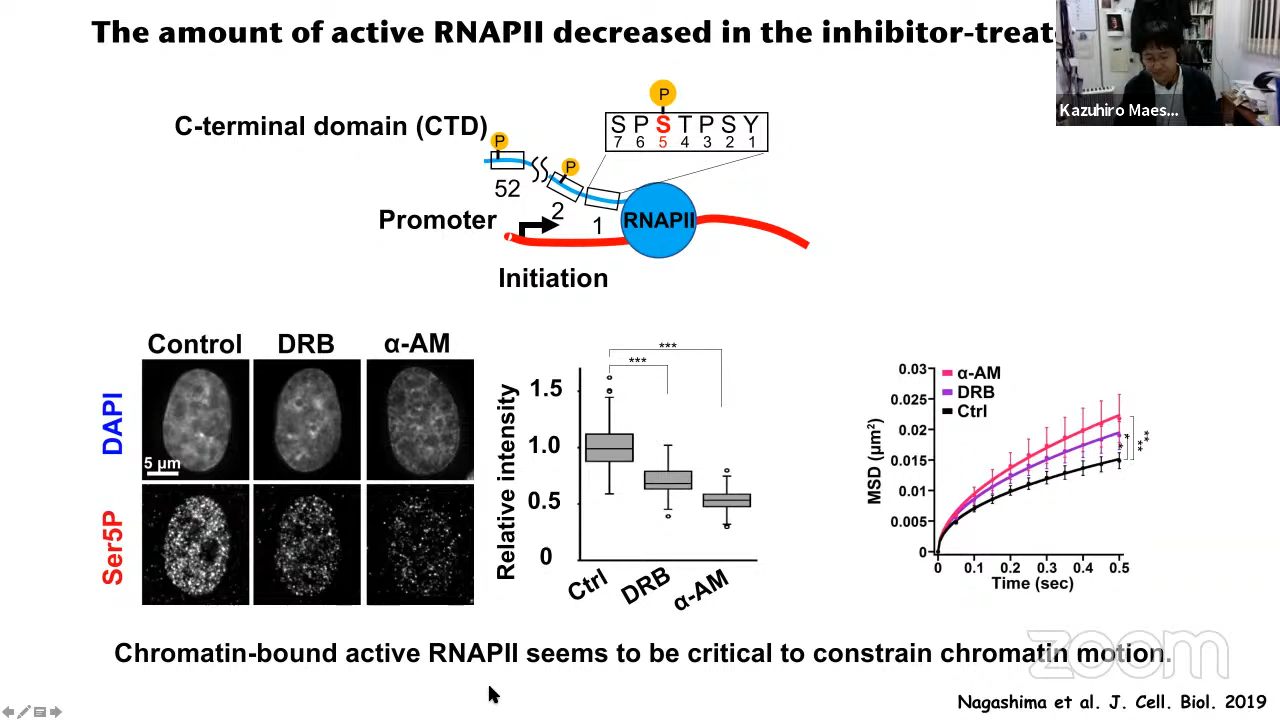 The amount of active RNAPII decreased in the inhibitor-treat
Kazuhiro Maes...
P
C-terminal domain (CTD)
S P S T P S Y
7 6 5 4 3 2 1
P
P
52
2
1
RNAPII
Promoter
Initiation
Control DRB α-AM
DAPI
5 μm
Ser5P
Relative intensity
1.5
1.0
0.5
0
***
***
Ctrl DRB α-AM
MSD (μm²)
0.03
0.025
0.02
0.015
0.01
0.005
0
α-AM
DRB
Ctrl
0 0.1 0.2 0.3 0.4 0.5
Time (sec)
Chromatin-bound active RNAPII seems to be critical to constrain chromatin motion.
zoom
Nagashima et al. J. Cell. Biol. 2019